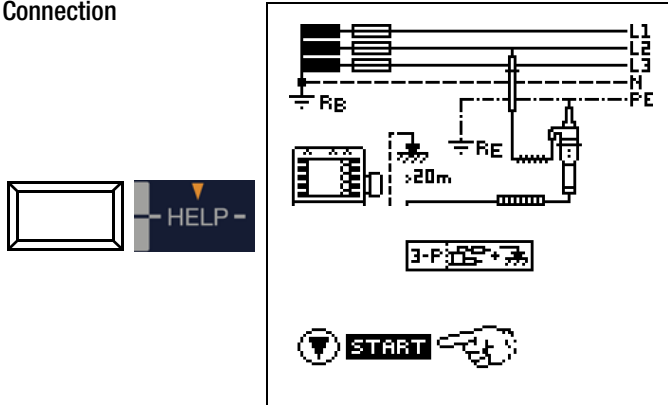 Connection
L1
L2
L3
N
PE
RB
RE
>20m
HELP
3-P
+
START